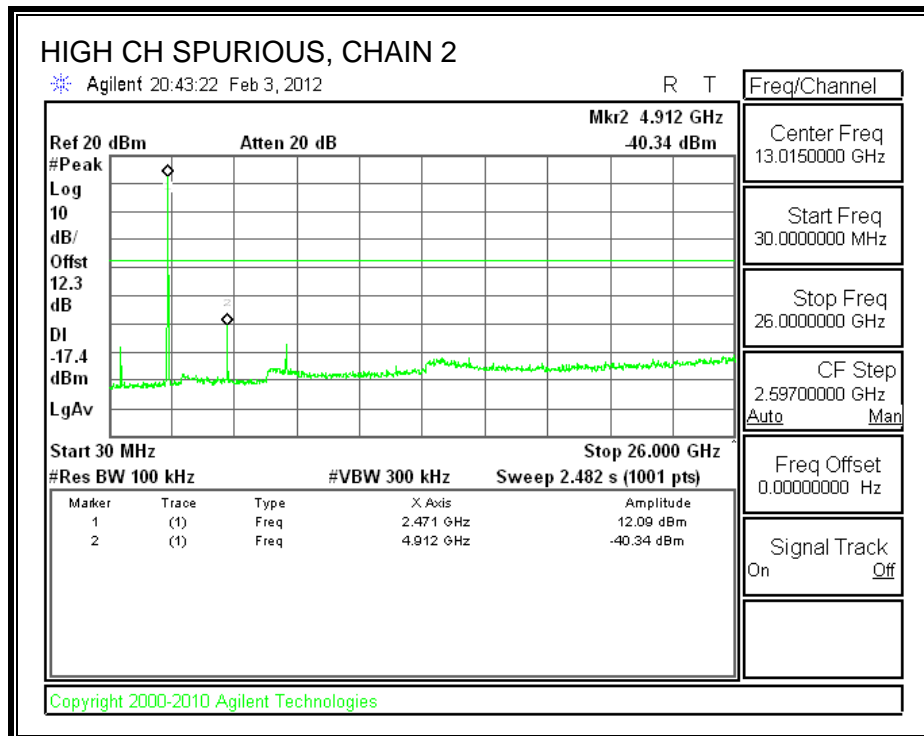 HIGH CH SPURIOUS, CHAIN 2
Agilent 20:43:22 Feb 3, 2012 R T
Freq/Channel
Mkr2 4.912 GHz
Ref 20 dBm Atten 20 dB -40.34 dBm
#Peak
Log
10
dB/
Offst
12.3
dB
DI
-17.4
dBm
LgAv
2
Start 30 MHz Stop 26.000 GHz
#Res BW 100 kHz #VBW 300 kHz Sweep 2.482 s (1001 pts)
Marker Trace Type X Axis Amplitude
1 (1) Freq 2.471 GHz 12.09 dBm
2 (1) Freq 4.912 GHz -40.34 dBm
Center Freq
13.0150000 GHz
Start Freq
30.0000000 MHz
Stop Freq
26.0000000 GHz
CF Step
2.59700000 GHz
Auto Man
Freq Offset
0.00000000 Hz
Signal Track
On Off
Copyright 2000-2010 Agilent Technologies